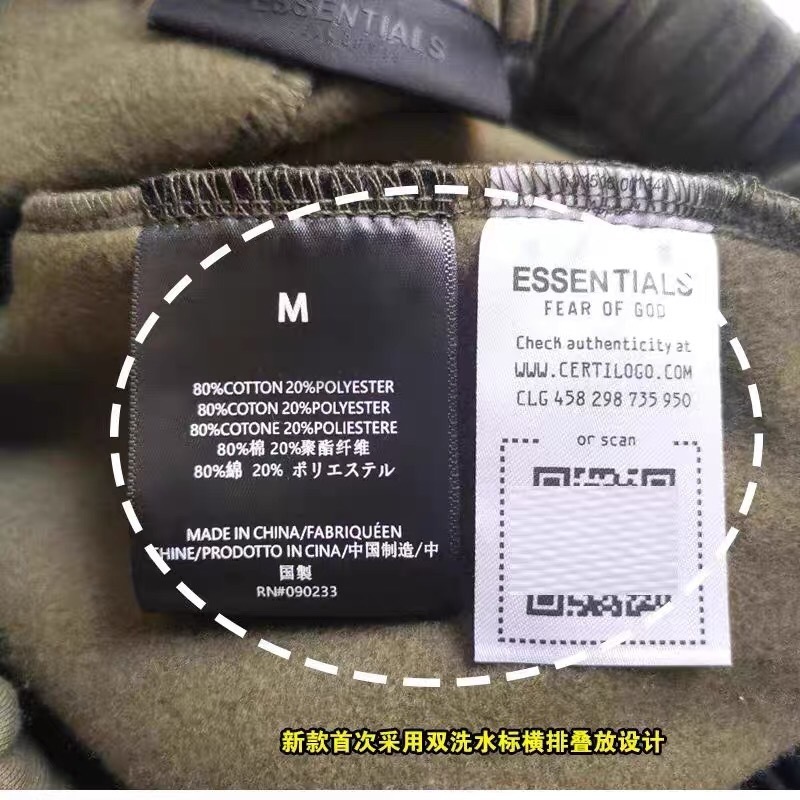 ESSENTIALS
M
80%COTTON 20%POLYESTER
80%COTON 20%POLYESTER
80%COTONE 20%POLIESTERE
80%棉 20%聚酯纤维
80%綿 20% ポリエステル
MADE IN CHINA/FABRIQUÉEN
CHINE/PRODOTTO IN CINA/中国制造/中
国製
RN#090233
ESSENTIALS
FEAR OF GOD
Check authenticity at
WWW.CERTILOGO.COM
CLG 458 298 735 950
or scan
新款首次采用双洗水标横排叠放设计